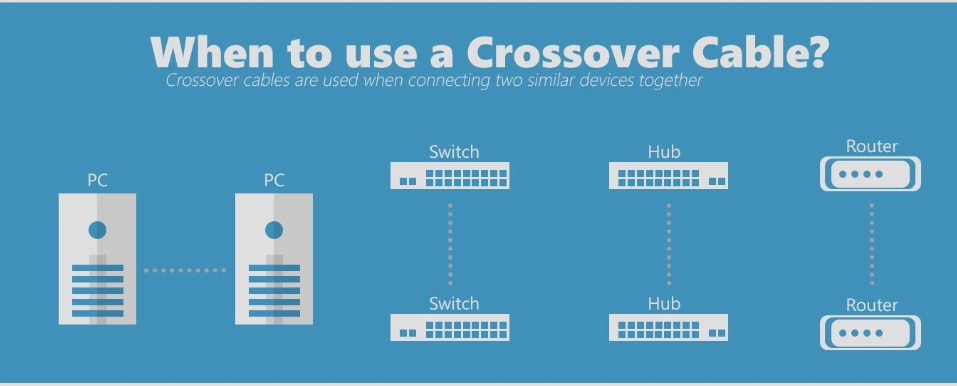 When to use a Crossover Cable?
Crossover cables are used when connecting two similar devices together
PC
PC
Switch
Hub
Router
Switch
Hub
Router